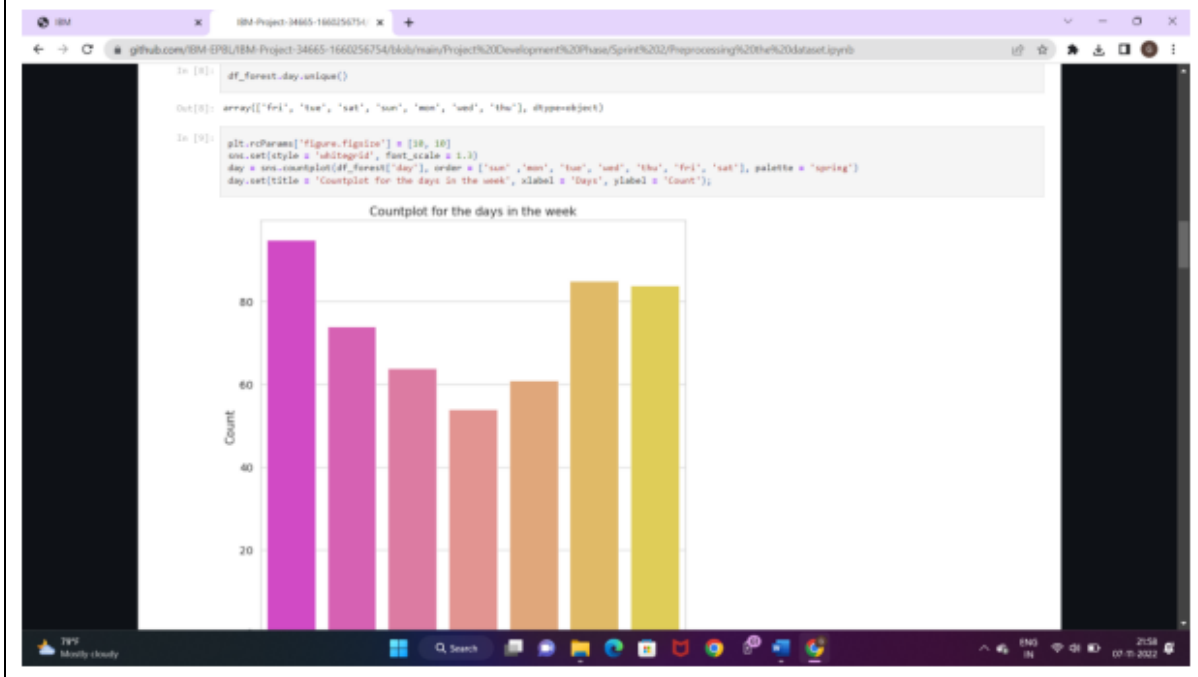 IBM
IBM-Project-34665-1660256754/
github.com/IBM-EPBL/IBM-Project-34665-1660256754/blob/main/Project%20Development%20Phase/Sprint%202/Preprocessing%20the%20dataset.ipynb
In [8]: df_forest.day.unique()
Out[8]: array(['fri', 'tue', 'sat', 'sun', 'mon', 'wed', 'thu'], dtype=object)
In [9]: plt.rcParams['figure.figsize'] = [10, 10]
sns.set(style = 'whitegrid', font_scale = 1.3)
day = sns.countplot(df_forest['day'], order = ['sun' ,'mon', 'tue', 'wed', 'thu', 'fri', 'sat'], palette = 'spring')
day.set(title = 'Countplot for the days in the week', xlabel = 'Days', ylabel = 'Count');
Countplot for the days in the week
80
60
Count
40
20
79°F
Mostly cloudy
Search
ENG
IN
21:58
07-11-2022